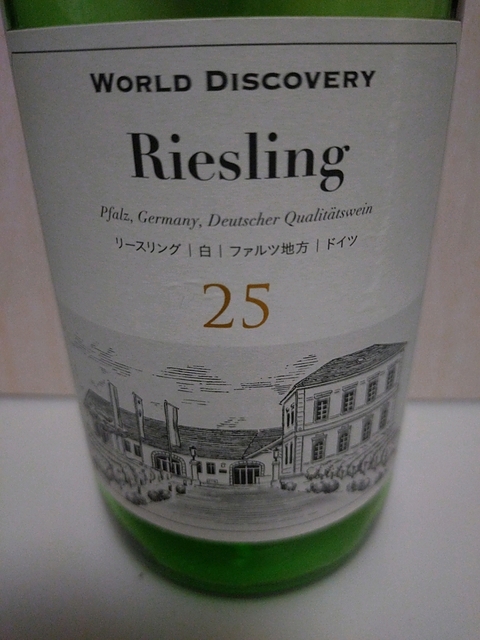 WORLD DISCOVERY
Riesling
Pfalz, Germany, Deutscher Qualitätswein
リースリング | 白 | ファルツ地方 | ドイツ
25